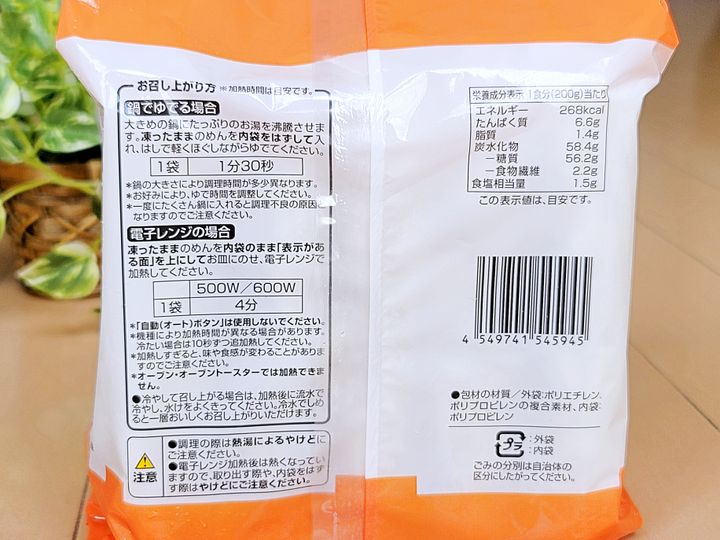 お召し上がり方 ※加熱時間は目安です。
鍋でゆでる場合
大きめの鍋にたっぷりのお湯を沸騰させま
す。凍ったままのめんを内袋をはずして入
れ、はしで軽くほぐしながらゆでてください。
1袋 1分30秒
＊鍋の大きさにより調理時間が多少異なります。
＊お好みにより、ゆで時間を調整してください。
＊一度にたくさん鍋に入れると調理不良の原因
なりますのでご注意ください。
電子レンジの場合
凍ったままのめんを内袋のまま「表示があ
る面」を上にしてお皿にのせ、電子レンジで
加熱してください。
500W／600W
1袋 4分
＊「自動（オート）ボタン」は使用しないでください。
＊機種により加熱時間が異なる場合があります。
冷たい場合は10秒ずつ追加熱してください。
＊加熱しすぎると、味や食感が変わることがありま
すのでご注意ください。
＊オーブン・オーブントースターでは加熱できま
せん。
●冷やして召し上がる場合は、加熱後に流水で
冷やし、水けをよくきってください。冷水でしめ
ると一層おいしくお召し上がりいただけます。
注意
●調理の際は熱湯によるやけどに
ご注意ください。
●電子レンジ加熱後は熱くなってい
ますので、取り出す際や、内袋をはず
す際はやけどにご注意ください。
栄養成分表示 1食分(200g)当たり
エネルギー 268kcal
たんぱく質 6.6g
脂質 1.4g
炭水化物 58.4g
－糖質 56.2g
－食物繊維 2.2g
食塩相当量 1.5g
この表示値は、目安です。
4 549741 545945
●包材の材質／外袋:ポリエチレン、
ポリプロピレンの複合素材、内袋:
ポリプロピレン
プラ
:外袋
:内袋
ごみの分別は自治体の
区分にしたがってください。